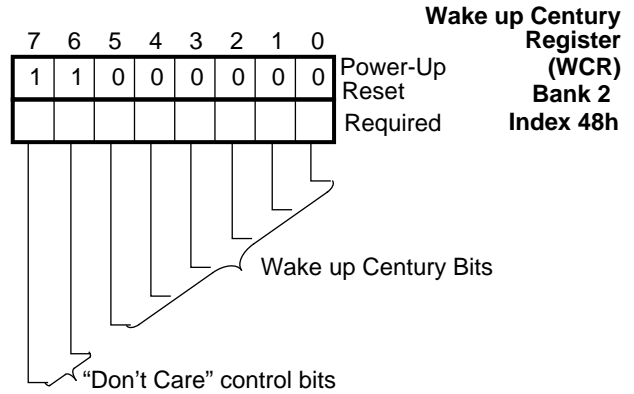 Wake up Century
Register
(WCR)
Bank 2
Index 48h
7 6 5 4 3 2 1 0
1 1 0 0 0 0 0 0
Power-Up
Reset
Required
Wake up Century Bits
“Don’t Care” control bits